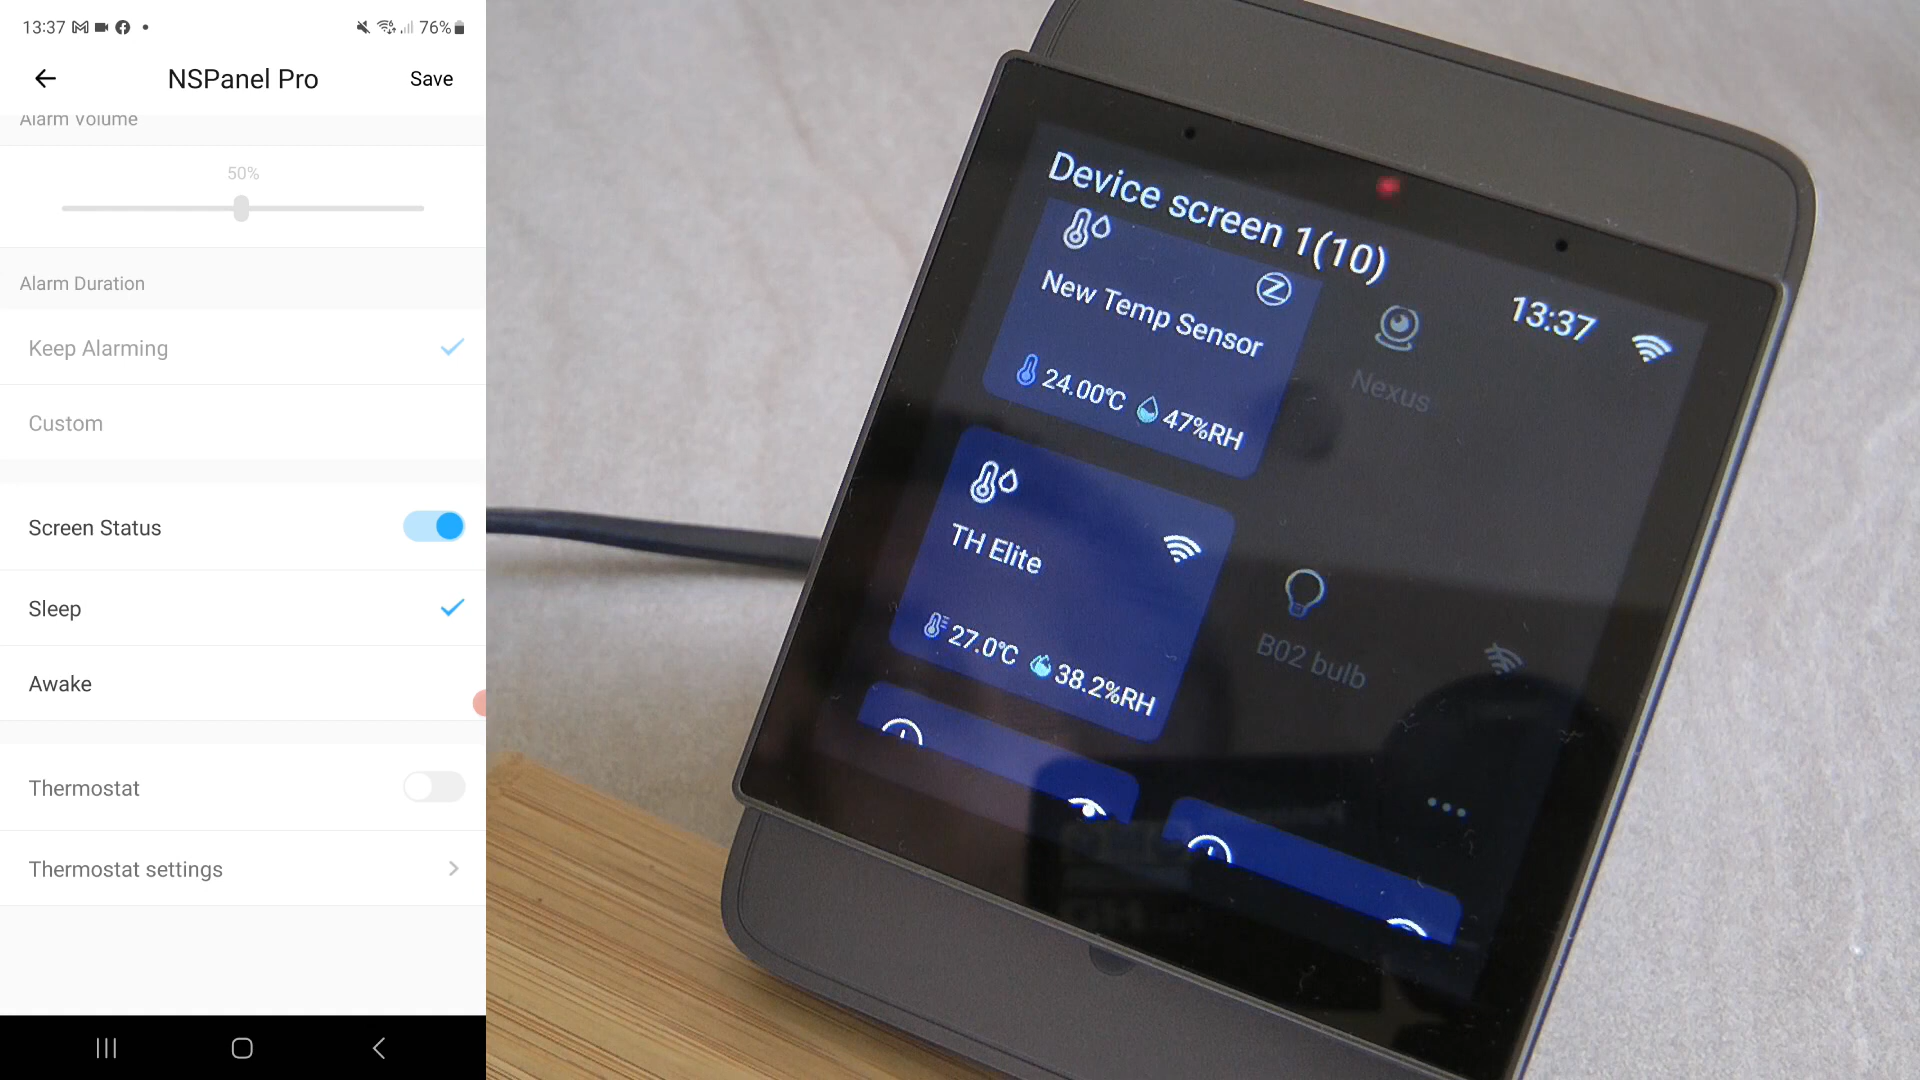 13:37
76%
NSPanel Pro
Save
Alarm Volume
50%
Alarm Duration
Keep Alarming
Custom
Screen Status
Sleep
Awake
Thermostat
Thermostat settings
Device screen 1(10)
13:37
New Temp Sensor
24.00℃ 47%RH
Nexus
TH Elite
27.0℃ 38.2%RH
B02 bulb